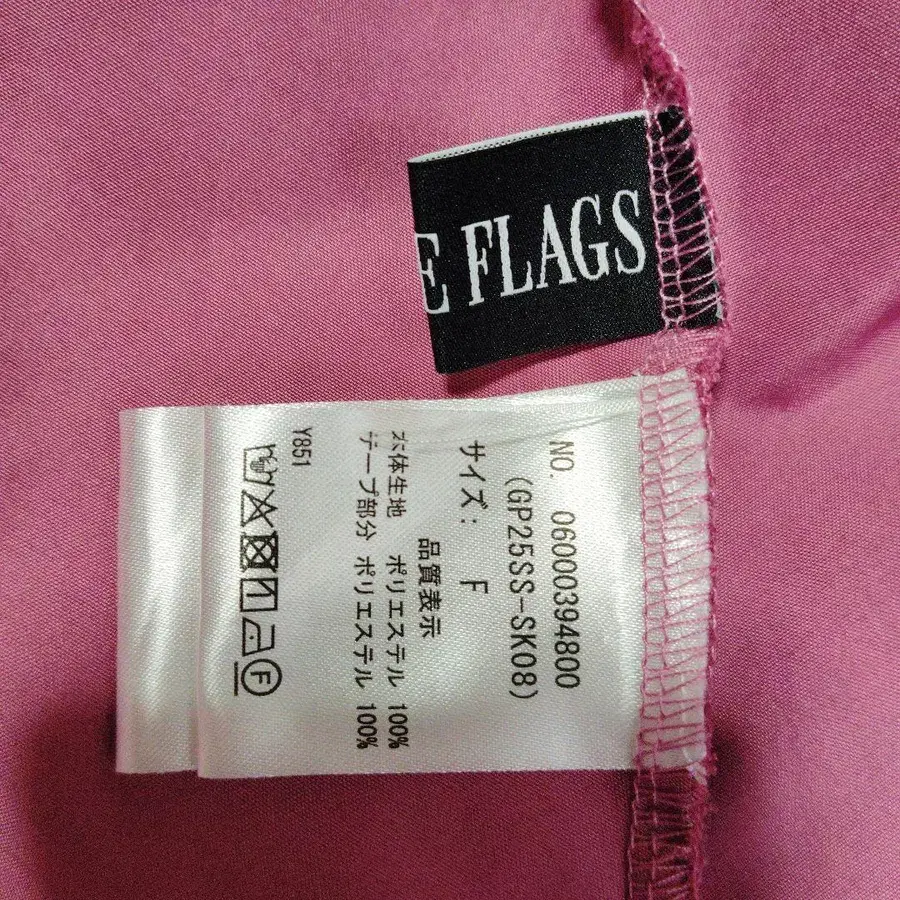 E FLAGS
NO. 06000394800
(GP25SS-SK08)
サイズ: F
品質表示
本体生地 ポリエステル 100%
テープ部分 ポリエステル 100%
Y851
F